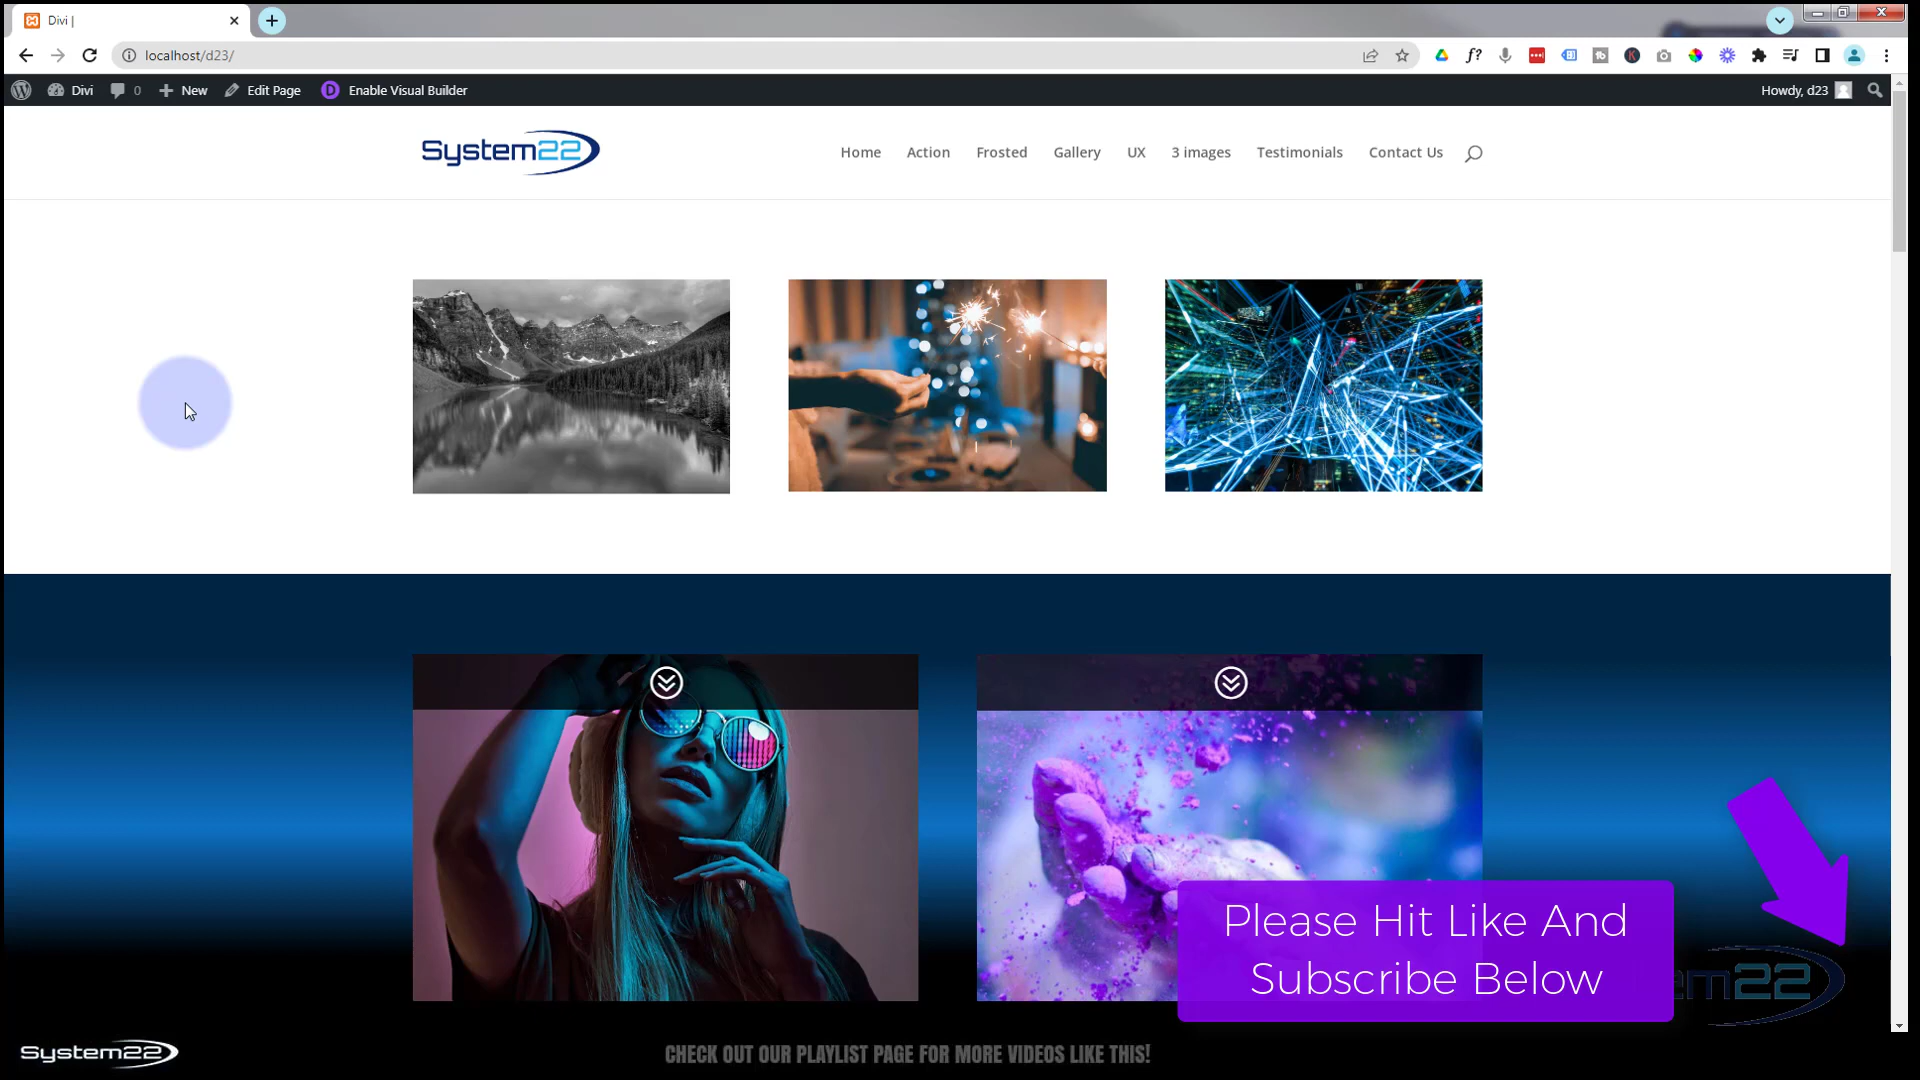 Divi |
localhost/d23/
f?
K
Divi 0 New Edit Page D Enable Visual Builder Howdy, d23
System22
Home Action Frosted Gallery UX 3 images Testimonials Contact Us
Please Hit Like And
Subscribe Below
em22
System22
CHECK OUT OUR PLAYLIST PAGE FOR MORE VIDEOS LIKE THIS!